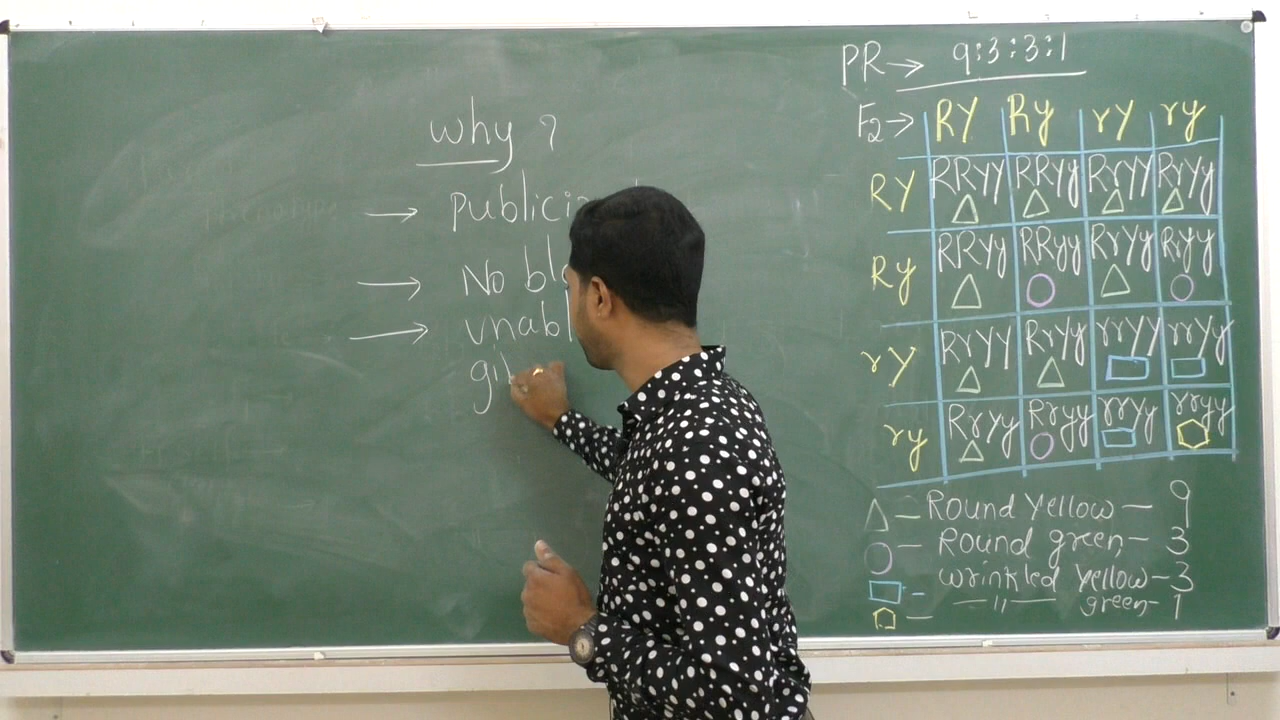 why ?
→ publici
→ No bl
→ unabl
gi
PR → 9:3:3:1
F2 → RY Ry rY ry
RY RRYY RRYy RrYY RrYy
Ry RRYy RRyy RrYy Rryy
rY RrYY RrYy rrYY rrYy
ry RrYy Rryy rrYy rryy
△ – Round Yellow – 9
○ – Round green – 3
▭ – wrinkled Yellow – 3
– –〃– green – 1